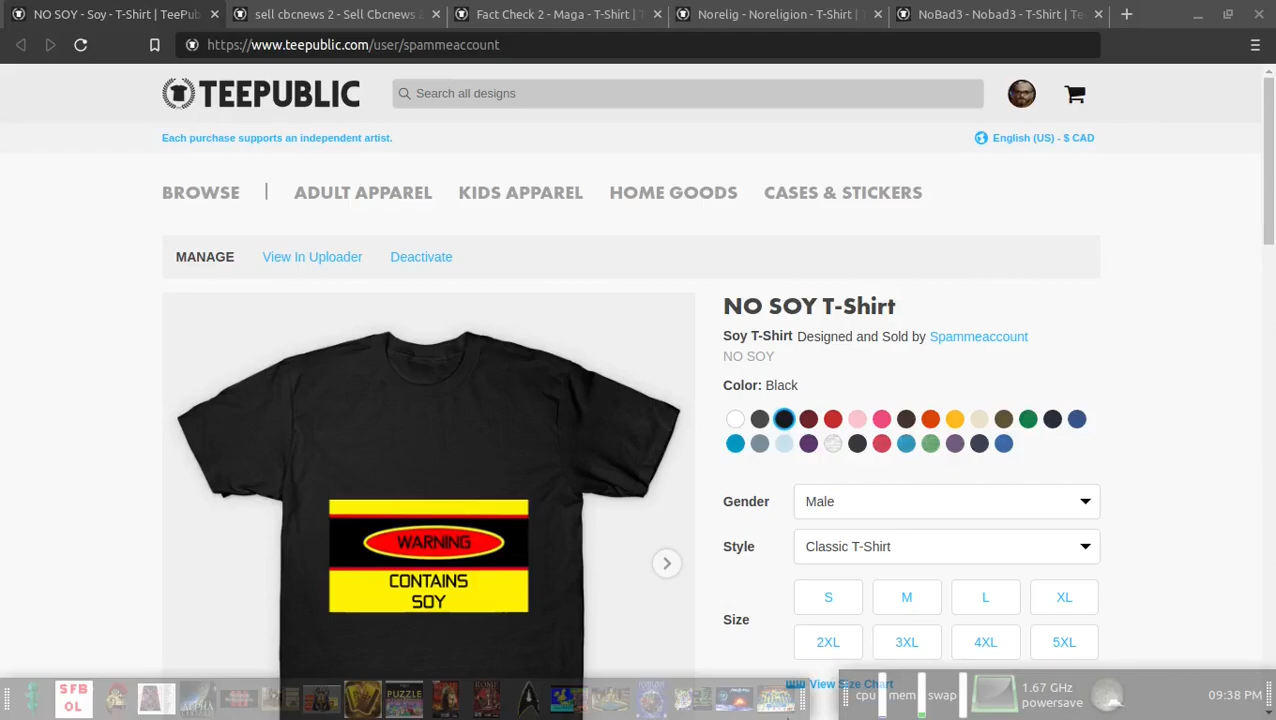 NO SOY - Soy - T-Shirt | TeePub
sell cbcnews 2 - Sell Cbcnews
Fact Check 2 - Maga - T-Shirt |
Norelig - Noreligion - T-Shirt |
NoBad3 - Nobad3 - T-Shirt | Te
https://www.teepublic.com/user/spammeaccount
TEEPUBLIC
Search all designs
Each purchase supports an independent artist.
English (US) - $ CAD
BROWSE | ADULT APPAREL KIDS APPAREL HOME GOODS CASES & STICKERS
MANAGE View In Uploader Deactivate
NO SOY T-Shirt
Soy T-Shirt Designed and Sold by Spammeaccount
NO SOY
Color: Black
Gender Male
Style Classic T-Shirt
Size
S M L XL
2XL 3XL 4XL 5XL
View Size Chart
WARNING
CONTAINS
SOY
SFB
OL
PUZZLE
ROME
cpu mem swap
1.67 GHz
powersave
09:38 PM